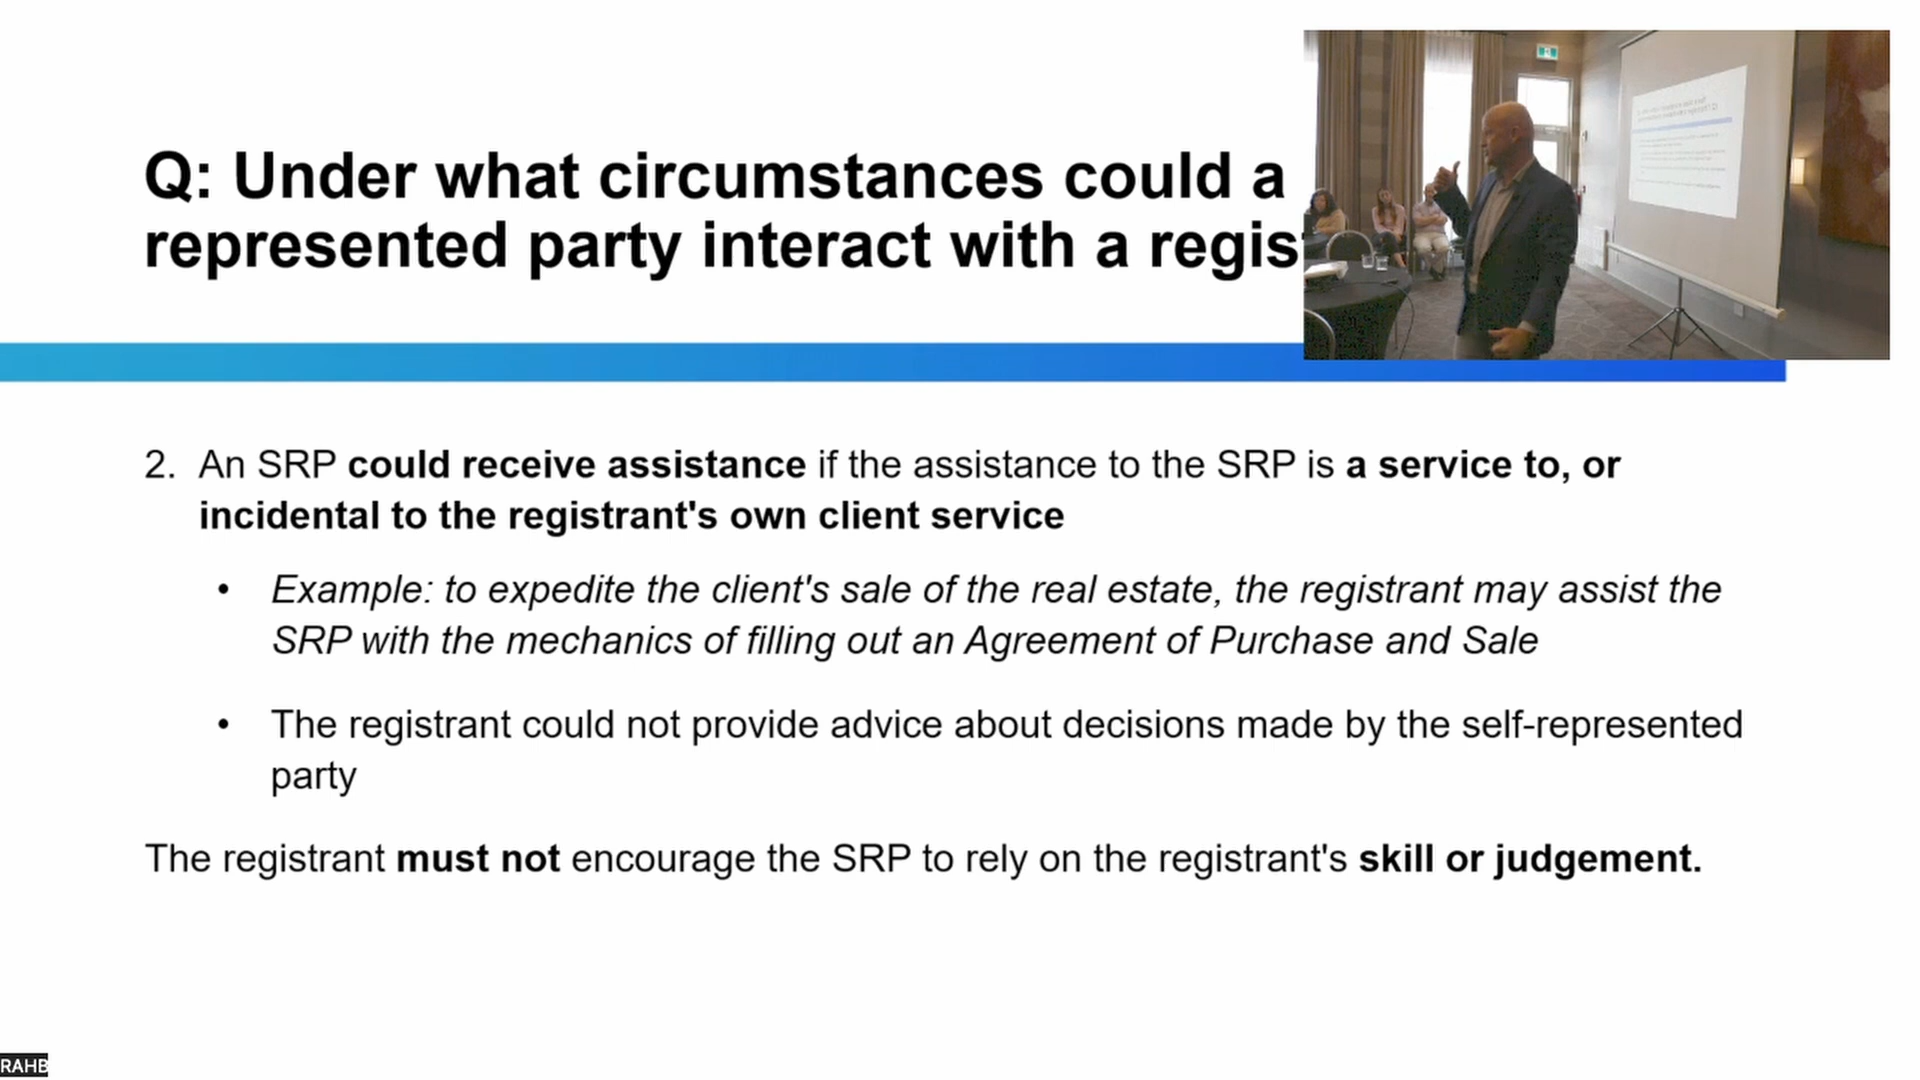 Q: Under what circumstances could a
represented party interact with a regis
2. An SRP could receive assistance if the assistance to the SRP is a service to, or
incidental to the registrant's own client service
• Example: to expedite the client's sale of the real estate, the registrant may assist the
SRP with the mechanics of filling out an Agreement of Purchase and Sale
• The registrant could not provide advice about decisions made by the self-represented
party
The registrant must not encourage the SRP to rely on the registrant's skill or judgement.
RAHB